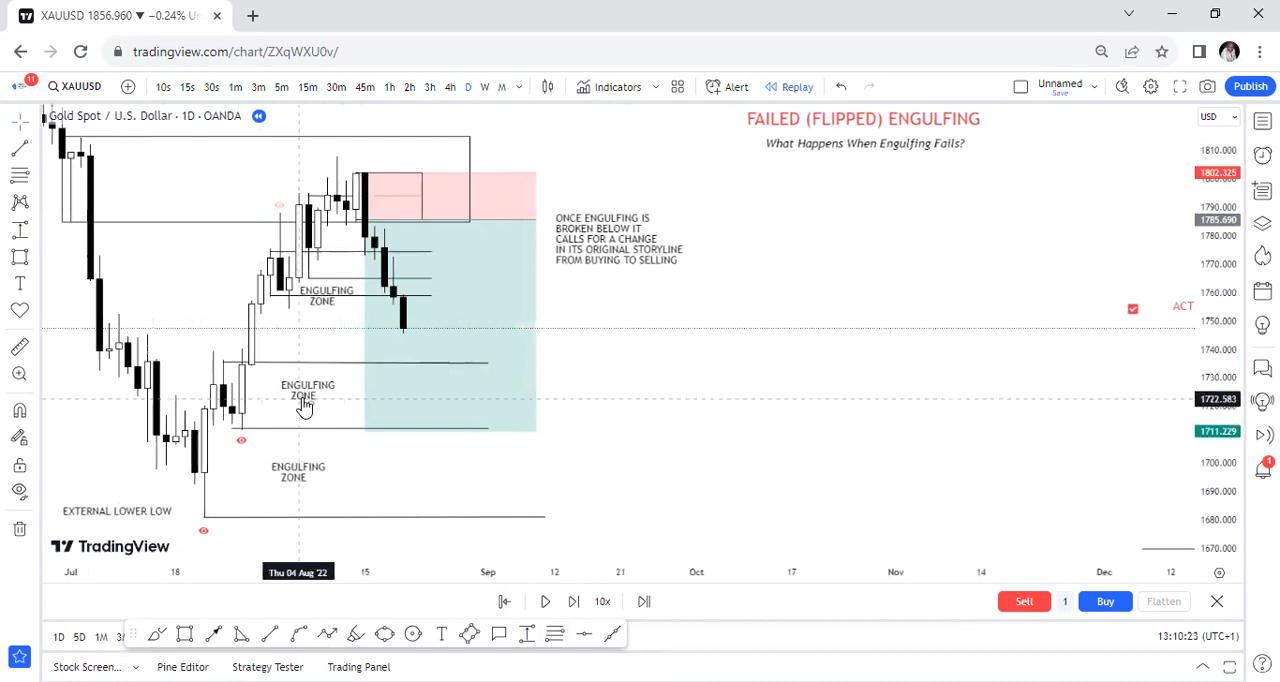 XAUUSD 1856.960 ▼ −0.24% Un
tradingview.com/chart/ZXqWXU0v/
11
XAUUSD
10s 15s 30s 1m 3m 5m 15m 30m 45m 1h 2h 3h 4h D W M
Indicators
Alert
Replay
Unnamed
Save
Publish
Gold Spot / U.S. Dollar · 1D · OANDA
USD
FAILED (FLIPPED) ENGULFING
What Happens When Engulfing Fails?
ONCE ENGULFING IS
BROKEN BELOW IT
CALLS FOR A CHANGE
IN ITS ORIGINAL STORYLINE
FROM BUYING TO SELLING
ENGULFING
ZONE
ACT
ENGULFING
ZONE
ENGULFING
ZONE
EXTERNAL LOWER LOW
TradingView
1810.000
1802.325
1790.000
1785.690
1780.000
1770.000
1760.000
1750.000
1740.000
1730.000
1722.583
1711.229
1700.000
1690.000
1680.000
1670.000
1
Jul 18 Thu 04 Aug '22 15 Sep 12 21 Oct 17 Nov 14 Dec 12
10x
Sell 1 Buy Flatten
1D 5D 1M
13:10:23 (UTC+1)
Stock Screen... Pine Editor Strategy Tester Trading Panel